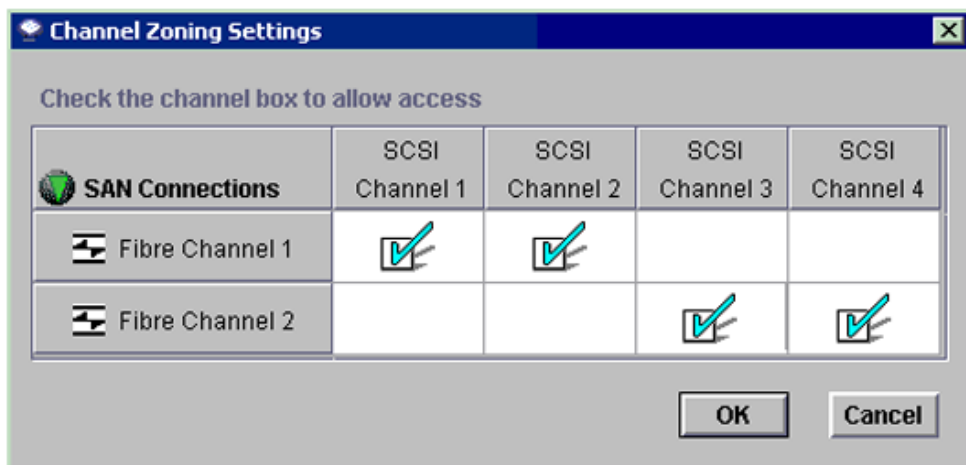 Channel Zoning Settings
Check the channel box to allow access
SAN Connections
SCSI
Channel 1
SCSI
Channel 2
SCSI
Channel 3
SCSI
Channel 4
Fibre Channel 1
Fibre Channel 2
OK
Cancel